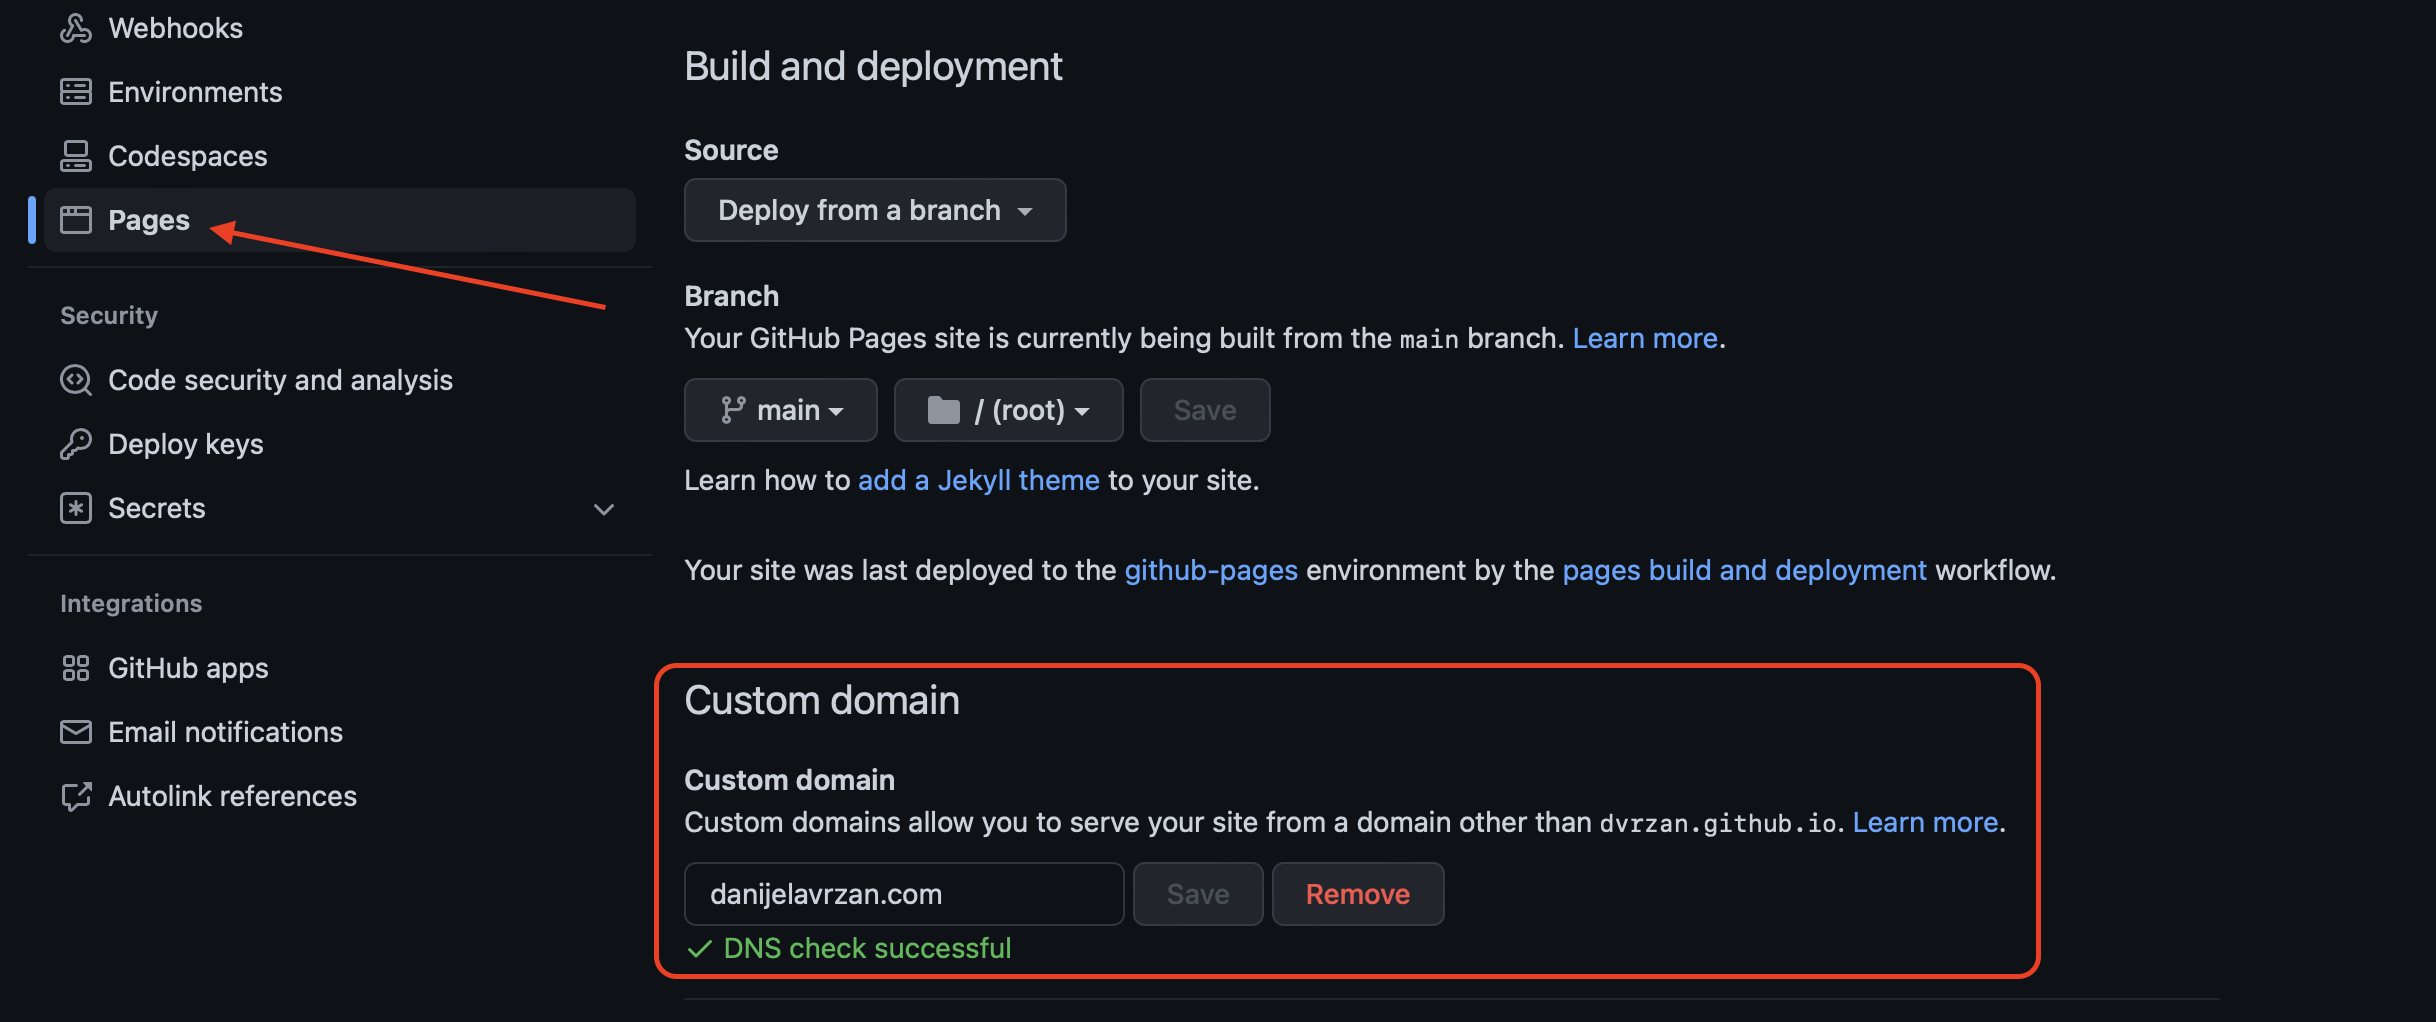 Webhooks
Environments
Codespaces
Pages
Security
Code security and analysis
Deploy keys
Secrets
Integrations
GitHub apps
Email notifications
Autolink references
Build and deployment
Source
Deploy from a branch
Branch
Your GitHub Pages site is currently being built from the main branch. Learn more.
main
/ (root)
Save
Learn how to add a Jekyll theme to your site.
Your site was last deployed to the github-pages environment by the pages build and deployment workflow.
Custom domain
Custom domain
Custom domains allow you to serve your site from a domain other than dvrzan.github.io. Learn more.
danijelavrzan.com
Save
Remove
DNS check successful